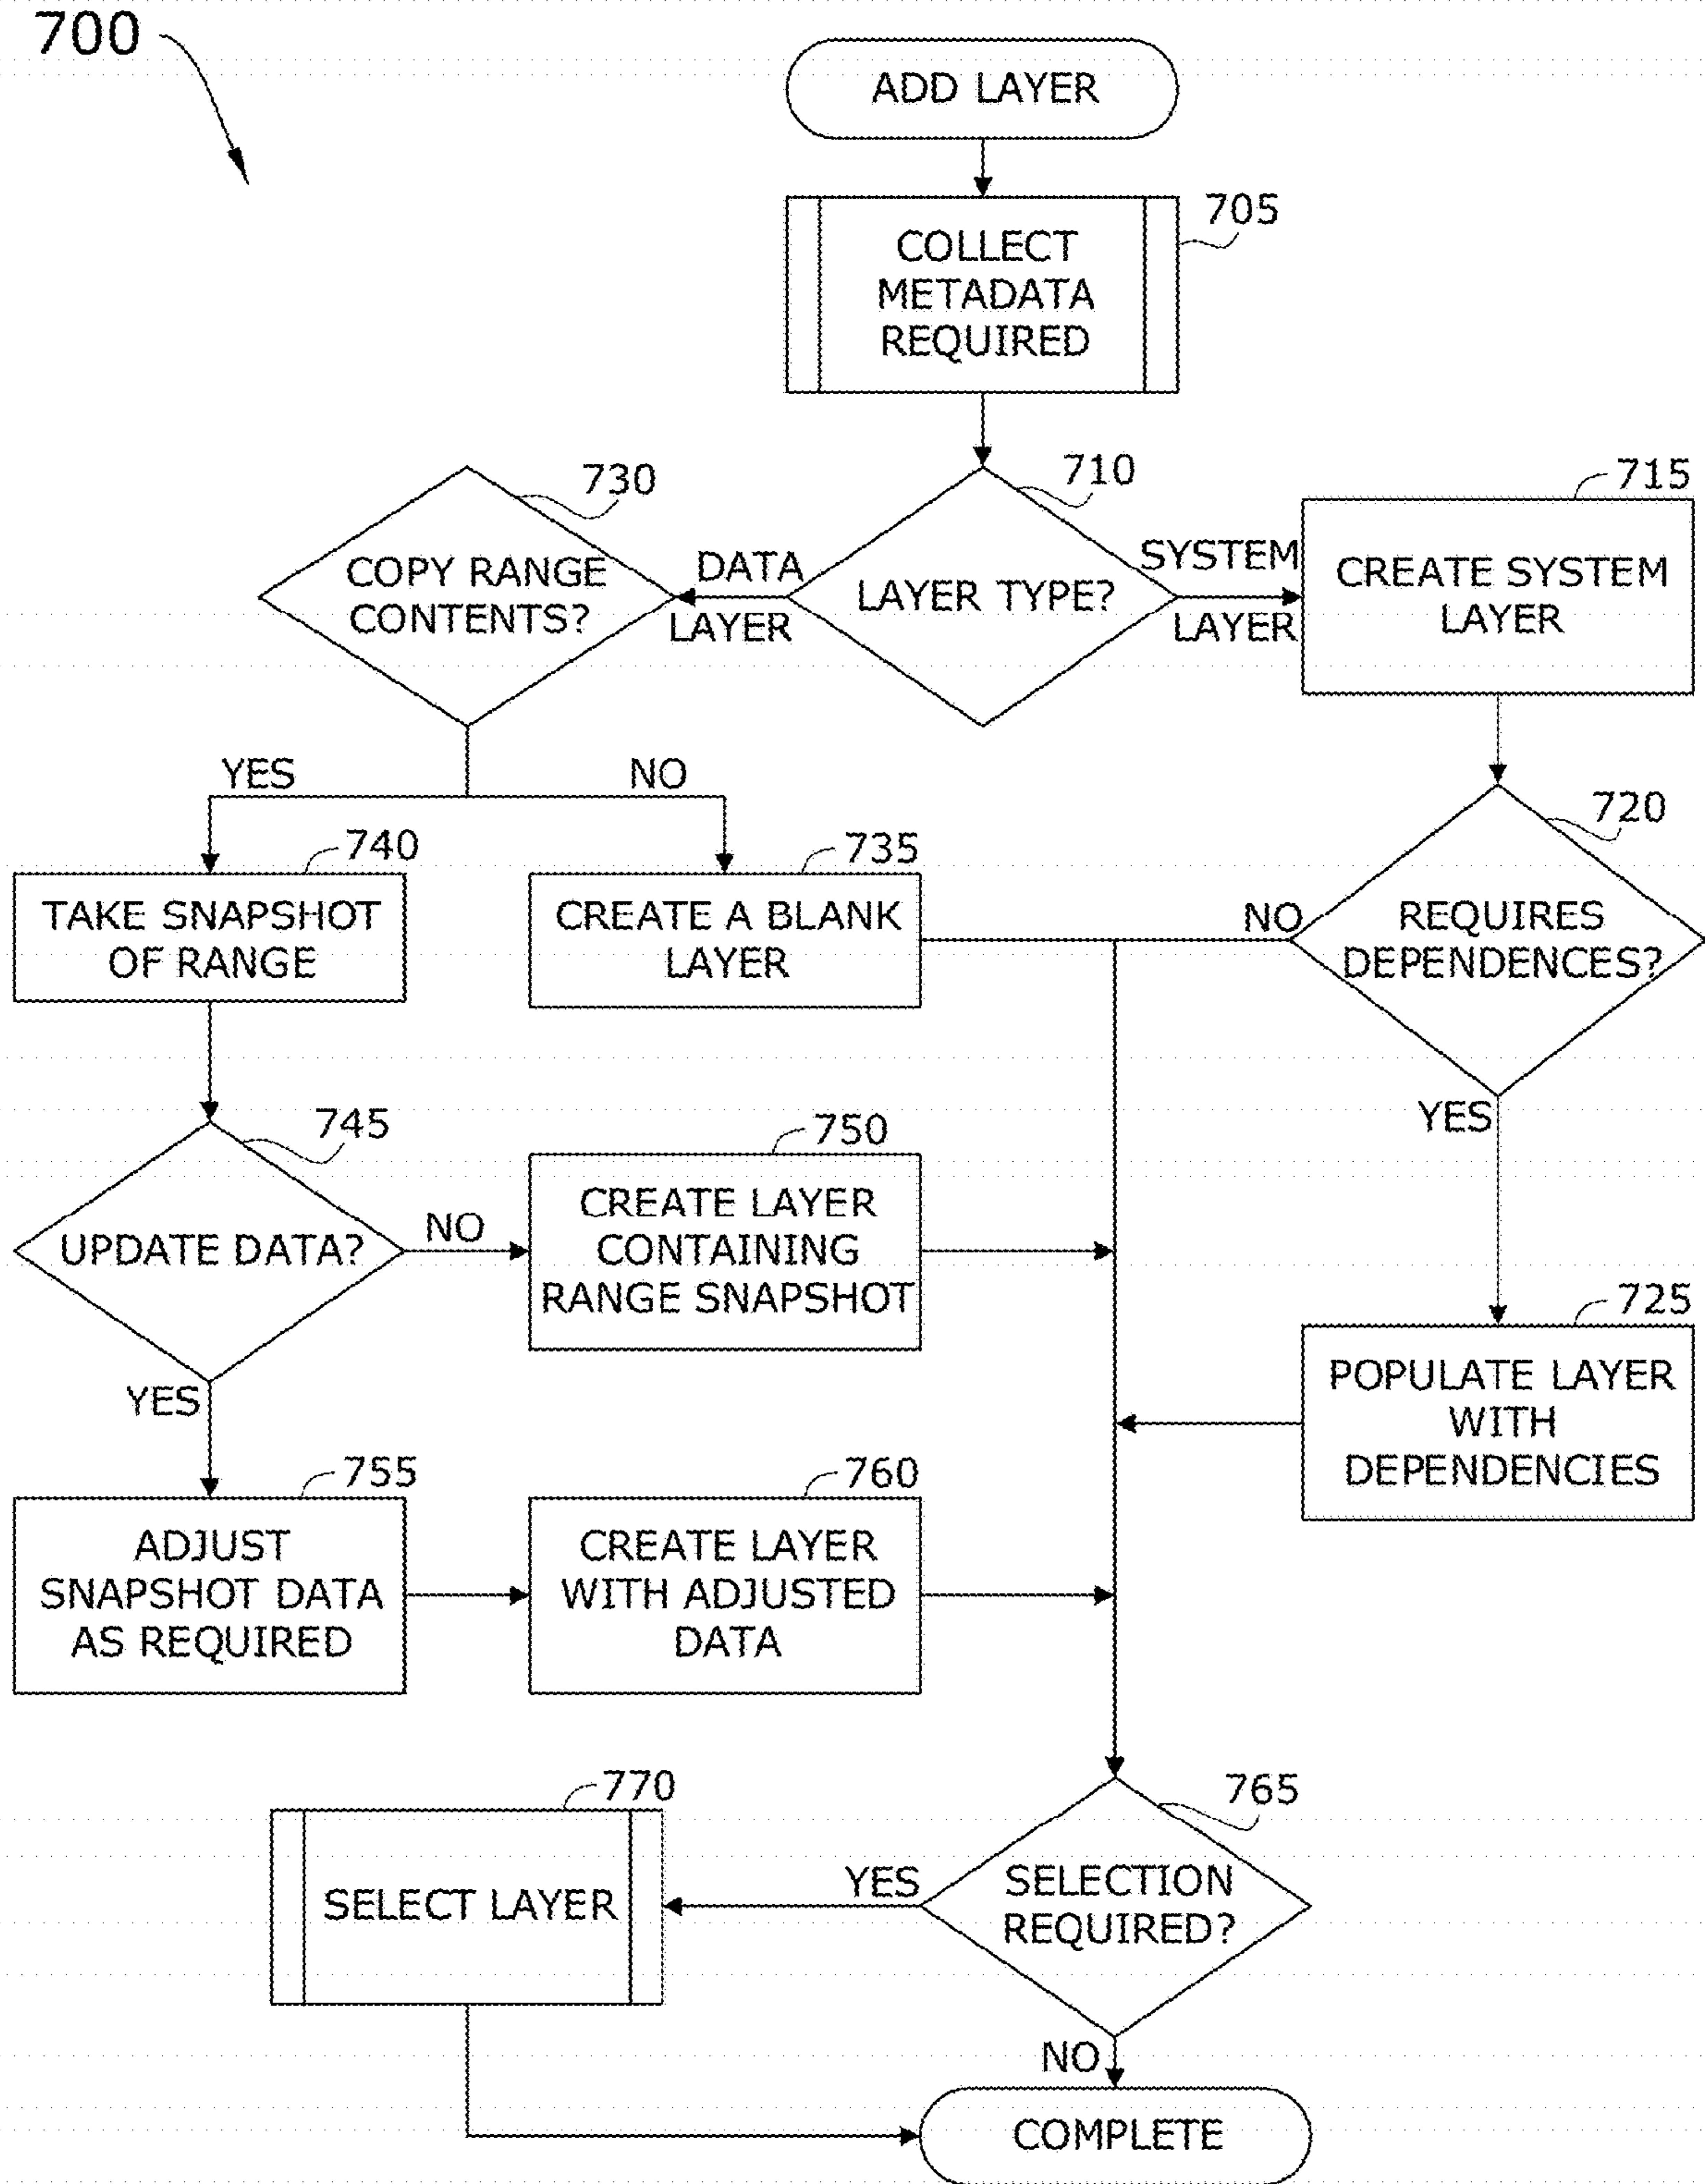 700
ADD LAYER
705
COLLECT
METADATA
REQUIRED
710
LAYER TYPE?
DATA
LAYER
SYSTEM
LAYER
715
CREATE SYSTEM
LAYER
730
COPY RANGE
CONTENTS?
YES
NO
720
REQUIRES
DEPENDENCES?
NO
YES
740
TAKE SNAPSHOT
OF RANGE
735
CREATE A BLANK
LAYER
745
UPDATE DATA?
NO
YES
750
CREATE LAYER
CONTAINING
RANGE SNAPSHOT
725
POPULATE LAYER
WITH
DEPENDENCIES
755
ADJUST
SNAPSHOT DATA
AS REQUIRED
760
CREATE LAYER
WITH ADJUSTED
DATA
765
SELECTION
REQUIRED?
YES
NO
770
SELECT LAYER
COMPLETE